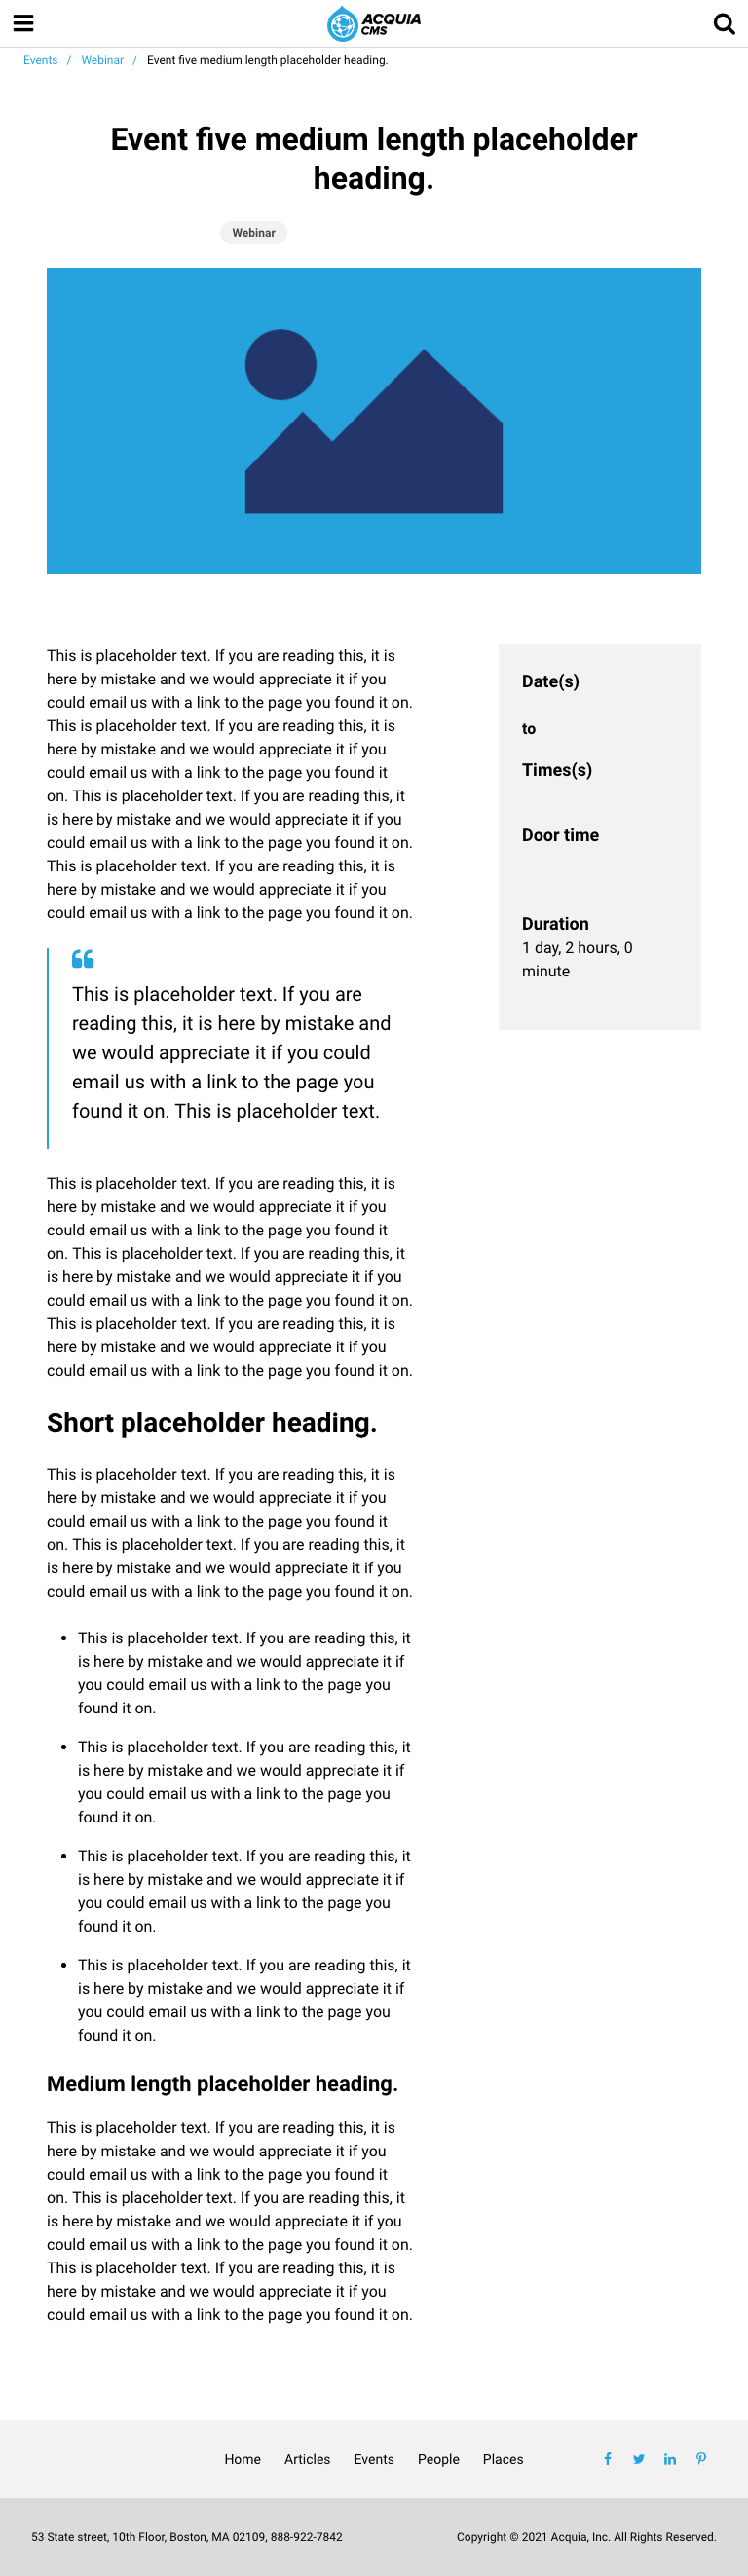 ACQUIA
CMS
Events / Webinar / Event five medium length placeholder heading.
Event five medium length placeholder
heading.
Webinar
This is placeholder text. If you are reading this, it is
here by mistake and we would appreciate it if you
could email us with a link to the page you found it on.
This is placeholder text. If you are reading this, it is
here by mistake and we would appreciate it if you
could email us with a link to the page you found it
on. This is placeholder text. If you are reading this, it
is here by mistake and we would appreciate it if you
could email us with a link to the page you found it on.
This is placeholder text. If you are reading this, it is
here by mistake and we would appreciate it if you
could email us with a link to the page you found it on.
This is placeholder text. If you are
reading this, it is here by mistake and
we would appreciate it if you could
email us with a link to the page you
found it on. This is placeholder text.
This is placeholder text. If you are reading this, it is
here by mistake and we would appreciate it if you
could email us with a link to the page you found it
on. This is placeholder text. If you are reading this, it
is here by mistake and we would appreciate it if you
could email us with a link to the page you found it on.
This is placeholder text. If you are reading this, it is
here by mistake and we would appreciate it if you
could email us with a link to the page you found it on.
Short placeholder heading.
This is placeholder text. If you are reading this, it is
here by mistake and we would appreciate it if you
could email us with a link to the page you found it
on. This is placeholder text. If you are reading this, it
is here by mistake and we would appreciate it if you
could email us with a link to the page you found it on.
• This is placeholder text. If you are reading this, it
is here by mistake and we would appreciate it if
you could email us with a link to the page you
found it on.
• This is placeholder text. If you are reading this, it
is here by mistake and we would appreciate it if
you could email us with a link to the page you
found it on.
• This is placeholder text. If you are reading this, it
is here by mistake and we would appreciate it if
you could email us with a link to the page you
found it on.
• This is placeholder text. If you are reading this, it
is here by mistake and we would appreciate it if
you could email us with a link to the page you
found it on.
Medium length placeholder heading.
This is placeholder text. If you are reading this, it is
here by mistake and we would appreciate it if you
could email us with a link to the page you found it
on. This is placeholder text. If you are reading this, it
is here by mistake and we would appreciate it if you
could email us with a link to the page you found it on.
This is placeholder text. If you are reading this, it is
here by mistake and we would appreciate it if you
could email us with a link to the page you found it on.
Date(s)
to
Times(s)
Door time
Duration
1 day, 2 hours, 0
minute
Home Articles Events People Places
53 State street, 10th Floor, Boston, MA 02109, 888-922-7842
Copyright © 2021 Acquia, Inc. All Rights Reserved.